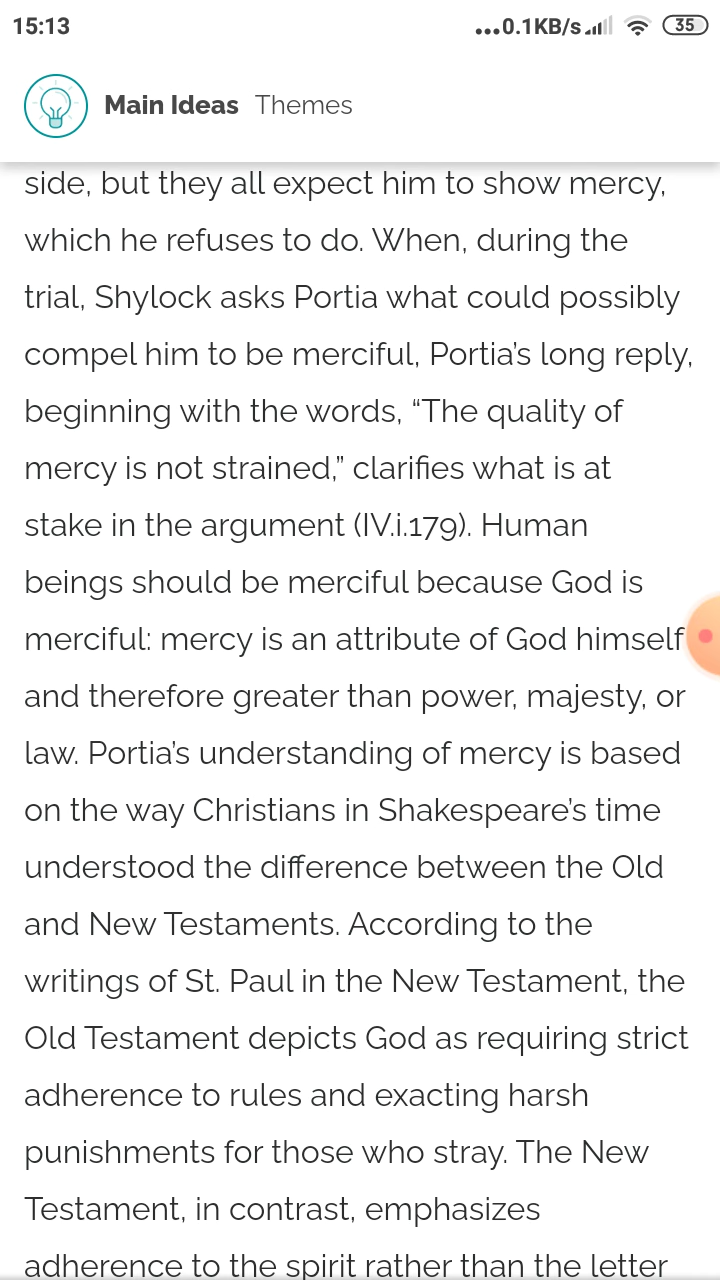 15:13
...0.1KB/s
35
Main Ideas Themes
side, but they all expect him to show mercy,
which he refuses to do. When, during the
trial, Shylock asks Portia what could possibly
compel him to be merciful, Portia’s long reply,
beginning with the words, “The quality of
mercy is not strained,” clarifies what is at
stake in the argument (IV.i.179). Human
beings should be merciful because God is
merciful: mercy is an attribute of God himself
and therefore greater than power, majesty, or
law. Portia’s understanding of mercy is based
on the way Christians in Shakespeare’s time
understood the difference between the Old
and New Testaments. According to the
writings of St. Paul in the New Testament, the
Old Testament depicts God as requiring strict
adherence to rules and exacting harsh
punishments for those who stray. The New
Testament, in contrast, emphasizes
adherence to the spirit rather than the letter